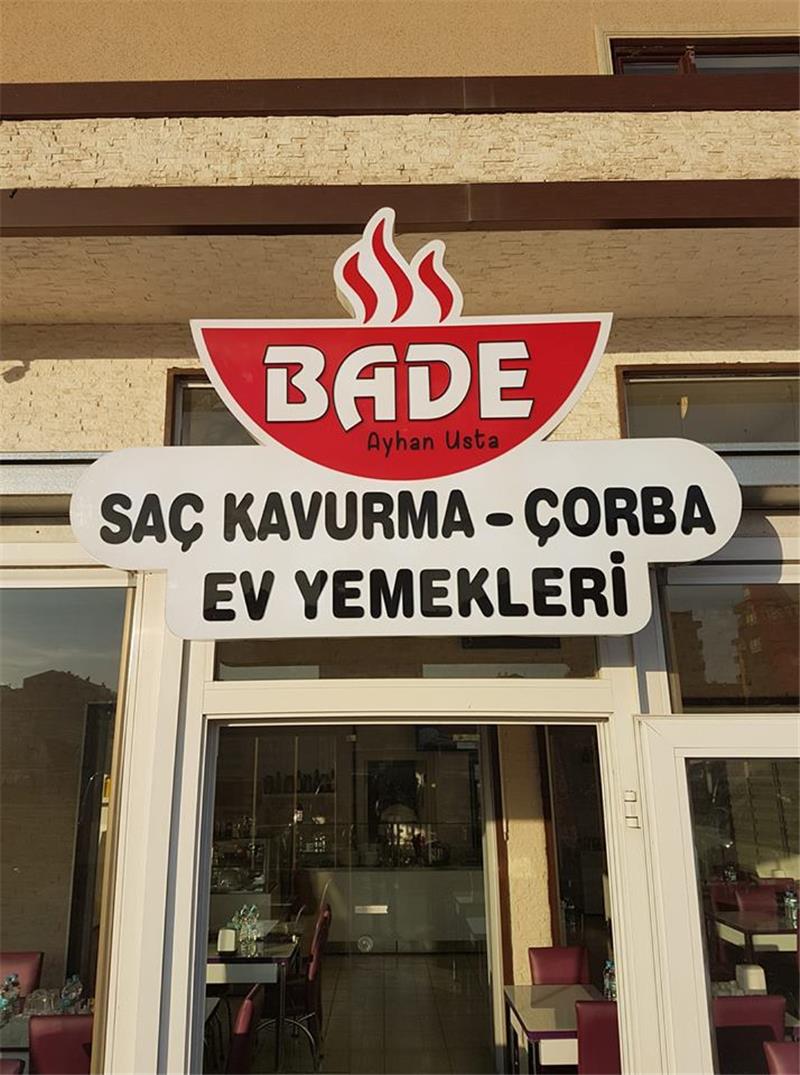 BADE
Ayhan Usta
SAÇ KAVURMA - ÇORBA
EV YEMEKLERİ